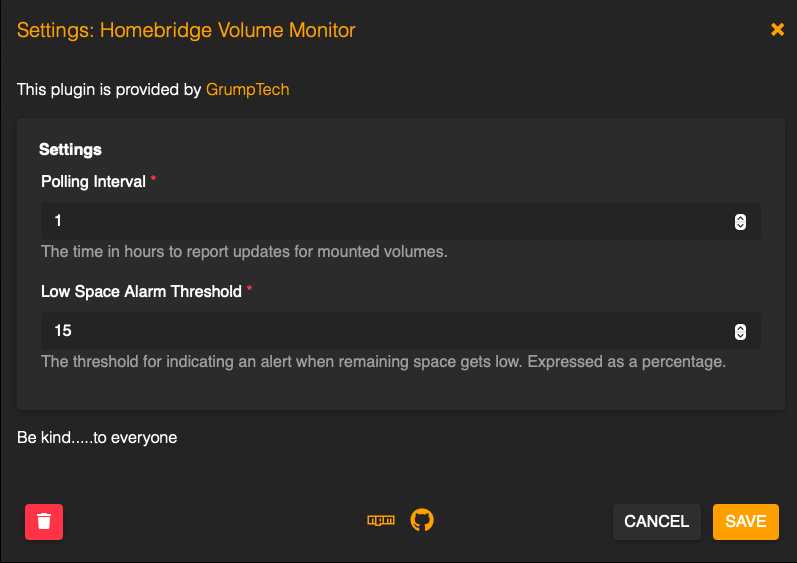 Settings: Homebridge Volume Monitor
This plugin is provided by GrumpTech
Settings
Polling Interval *
1
The time in hours to report updates for mounted volumes.
Low Space Alarm Threshold *
15
The threshold for indicating an alert when remaining space gets low. Expressed as a percentage.
Be kind.....to everyone
npm
CANCEL
SAVE